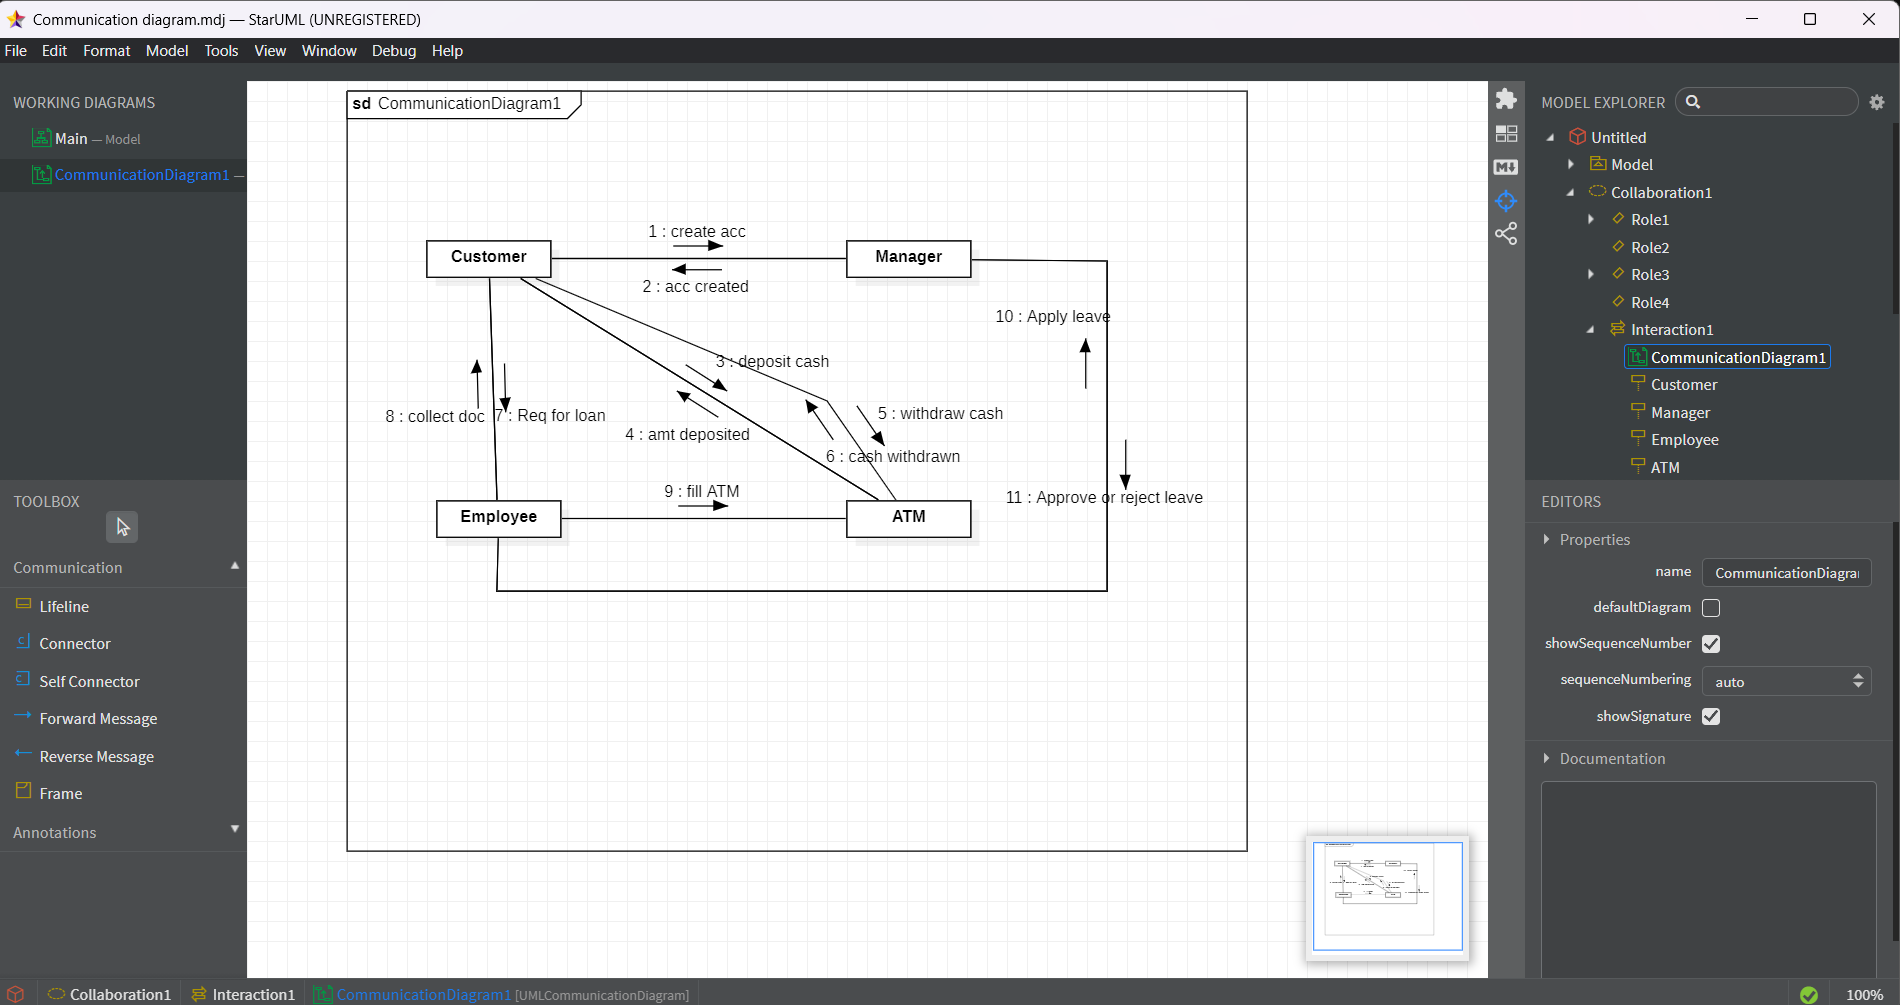 Communication diagram.mdj — StarUML (UNREGISTERED)
File Edit Format Model Tools View Window Debug Help
WORKING DIAGRAMS
Main — Model
CommunicationDiagram1 —
TOOLBOX
Communication
Lifeline
Connector
Self Connector
Forward Message
Reverse Message
Frame
Annotations
sd CommunicationDiagram1
1 : create acc
Customer
Manager
2 : acc created
10 : Apply leave
3 : deposit cash
8 : collect doc
7 : Req for loan
5 : withdraw cash
4 : amt deposited
6 : cash withdrawn
9 : fill ATM
11 : Approve or reject leave
Employee
ATM
MODEL EXPLORER
Untitled
Model
Collaboration1
Role1
Role2
Role3
Role4
Interaction1
CommunicationDiagram1
Customer
Manager
Employee
ATM
EDITORS
Properties
name CommunicationDiagra
defaultDiagram
showSequenceNumber
sequenceNumbering auto
showSignature
Documentation
Collaboration1 Interaction1 CommunicationDiagram1 [UMLCommunicationDiagram] 100%